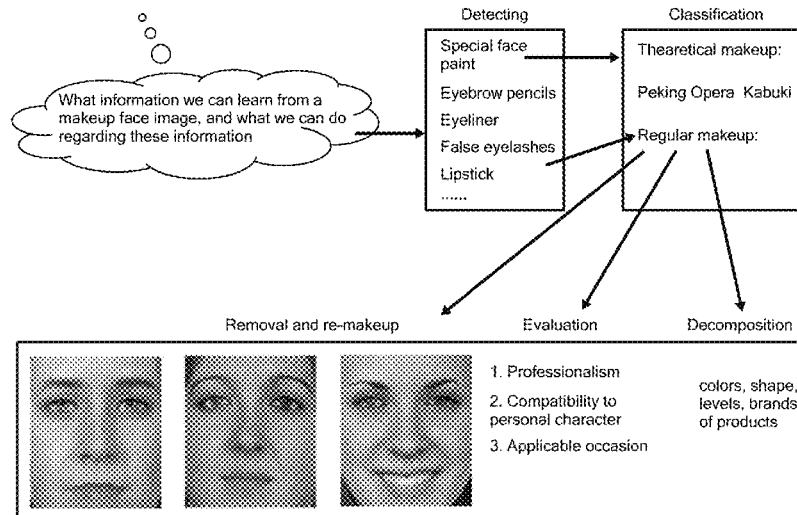 Detecting
Classification
What information we can learn from a
makeup face image, and what we can do
regarding these information
Special face
paint
Eyebrow pencils
Eyeliner
False eyelashes
Lipstick
......
Thearetical makeup:
Peking Opera Kabuki
Regular makeup:
Removal and re-makeup
Evaluation
Decomposition
1. Professionalism
2. Compatibility to
personal character
3. Applicable occasion
colors, shape,
levels, brands
of products